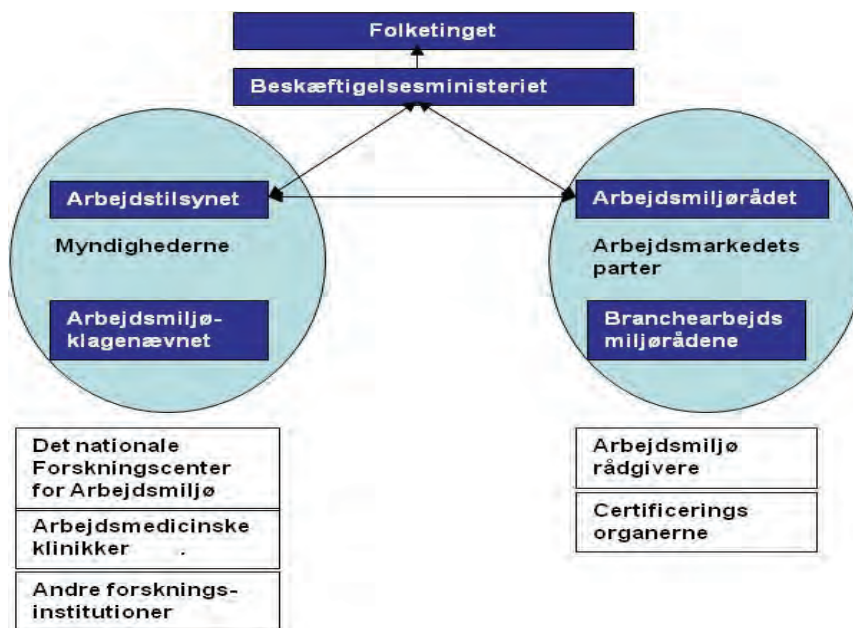 Folketinget
Beskæftigelsesministeriet
Arbejdstilsynet
Myndighederne
Arbejdsmiljø-
klagenævnet
Arbejdsmiljørådet
Arbejdsmarkedets
parter
Branchearbejds
miljørådene
Det nationale
Forskningscenter
for Arbejdsmiljø
Arbejdsmedicinske
klinikker .
Andre forsknings-
institutioner
Arbejdsmiljø
rådgivere
Certificerings
organerne